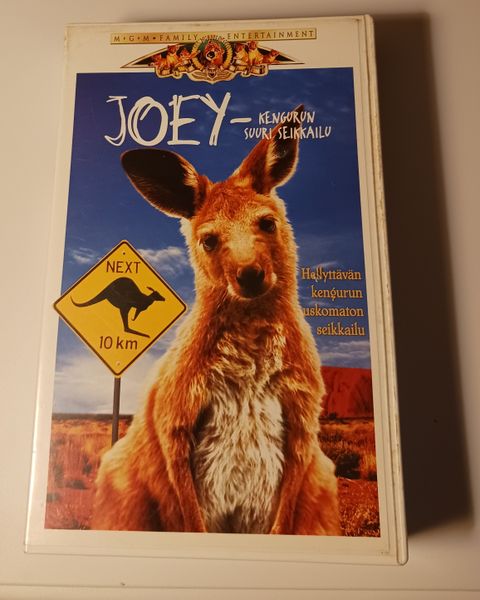 M·G·M·FAMILY ENTERTAINMENT
JOEY–
KENGURUN
SUURI SEIKKAILU
NEXT
10 km
Hellyttävän
kengurun
uskomaton
seikkailu